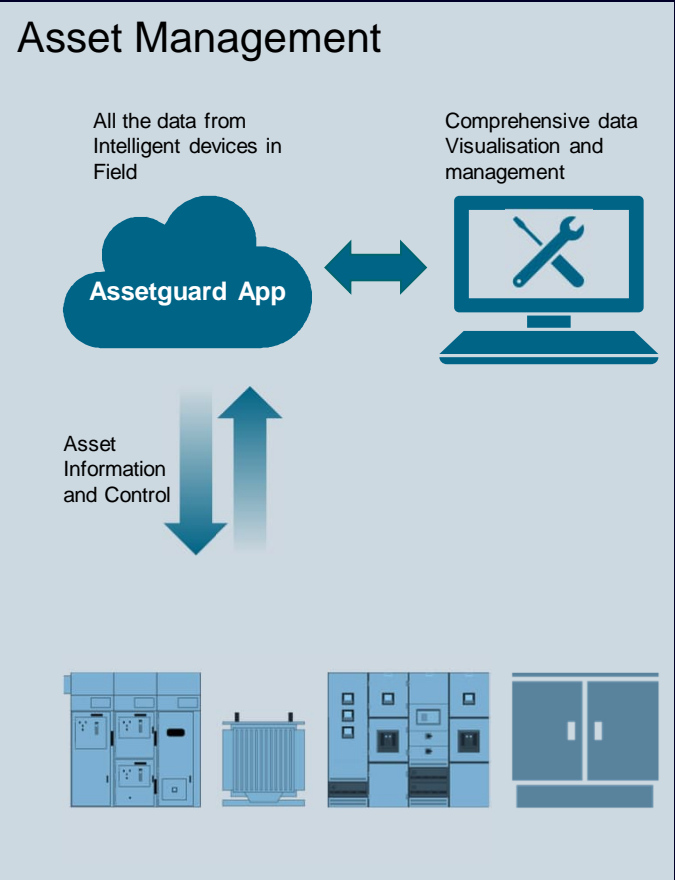 Asset Management
All the data from
Intelligent devices in
Field
Comprehensive data
Visualisation and
management
Assetguard App
Asset
Information
and Control